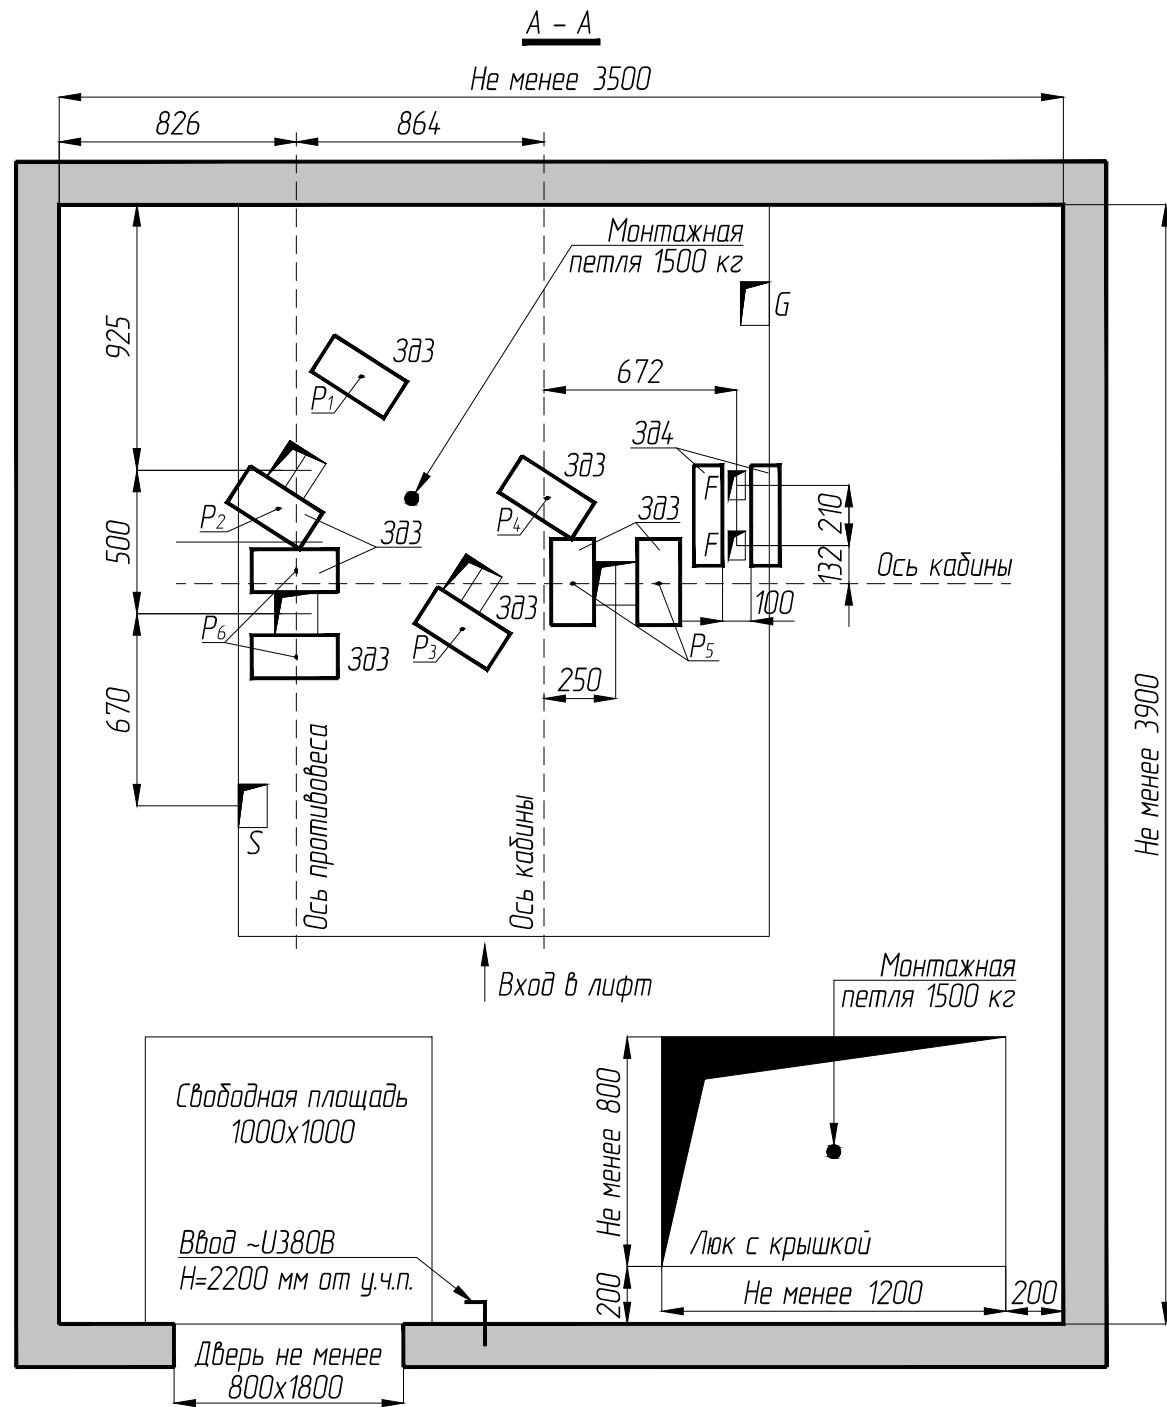 А - А
Не менее 3500
826
864
Монтажная
петля 1500 кг
G
925
Зд3
P1
672
Зд4
Зд3
F
P2
P4
Зд3
Зд3
210
500
F
132
Ось кабины
100
Зд3
P6
P3
P5
Зд3
250
670
Не менее 3900
S
Ось противовеса
Ось кабины
Вход в лифт
Монтажная
петля 1500 кг
Свободная площадь
1000х1000
Не менее 800
Ввод ~U380В
Н=2200 мм от у.ч.п.
Люк с крышкой
200
Не менее 1200
200
Дверь не менее
800х1800